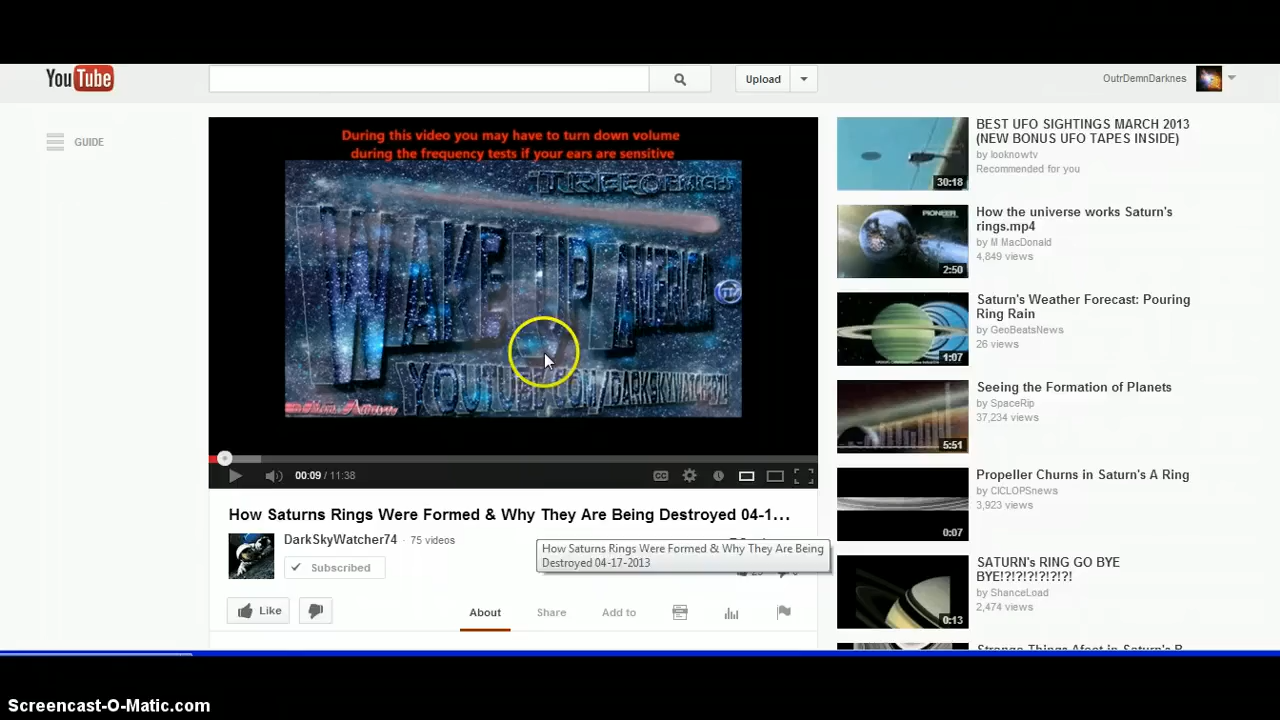 YouTube
Upload
OutrDemnDarknes
GUIDE
During this video you may have to turn down volume
during the frequency tests if your ears are sensitive
WAKE UP AMERICA
00:09 / 11:38
CC
How Saturns Rings Were Formed & Why They Are Being Destroyed 04-1...
DarkSkyWatcher74 · 75 videos
Subscribed
How Saturns Rings Were Formed & Why They Are Being
Destroyed 04-17-2013
Like
About
Share
Add to
BEST UFO SIGHTINGS MARCH 2013
(NEW BONUS UFO TAPES INSIDE)
by looknowtv
Recommended for you
30:18
PIONEER
How the universe works Saturn's
rings.mp4
by M MacDonald
4,849 views
2:50
Saturn's Weather Forecast: Pouring
Ring Rain
by GeoBeatsNews
26 views
1:07
Seeing the Formation of Planets
by SpaceRip
37,234 views
5:51
Propeller Churns in Saturn's A Ring
by CICLOPSnews
3,923 views
0:07
SATURN's RING GO BYE
BYE!?!?!?!?!?!
by ShanceLoad
2,474 views
0:13
Screencast-O-Matic.com